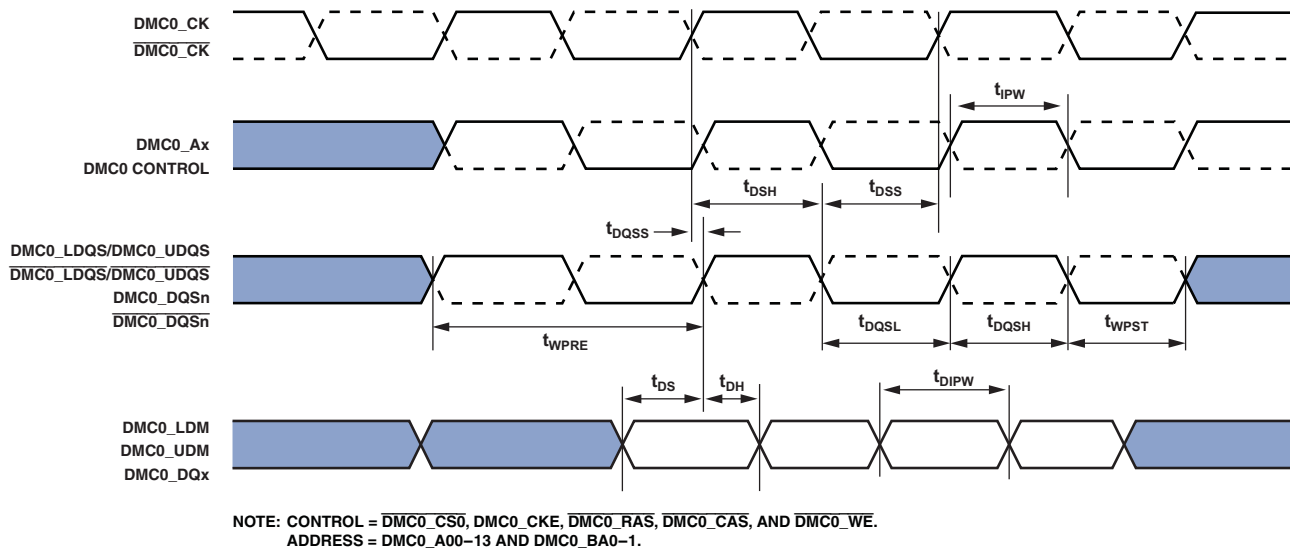 DMC0_CK
DMC0_CK
DMC0_Ax
DMC0 CONTROL
tIPW
tDSH
tDSS
tDQSS
DMC0_LDQS/DMC0_UDQS
DMC0_LDQS/DMC0_UDQS
DMC0_DQSn
DMC0_DQSn
tWPRE
tDQSL
tDQSH
tWPST
tDS
tDH
tDIPW
DMC0_LDM
DMC0_UDM
DMC0_DQx
NOTE: CONTROL = DMC0_CS0, DMC0_CKE, DMC0_RAS, DMC0_CAS, AND DMC0_WE.
ADDRESS = DMC0_A00–13 AND DMC0_BA0–1.